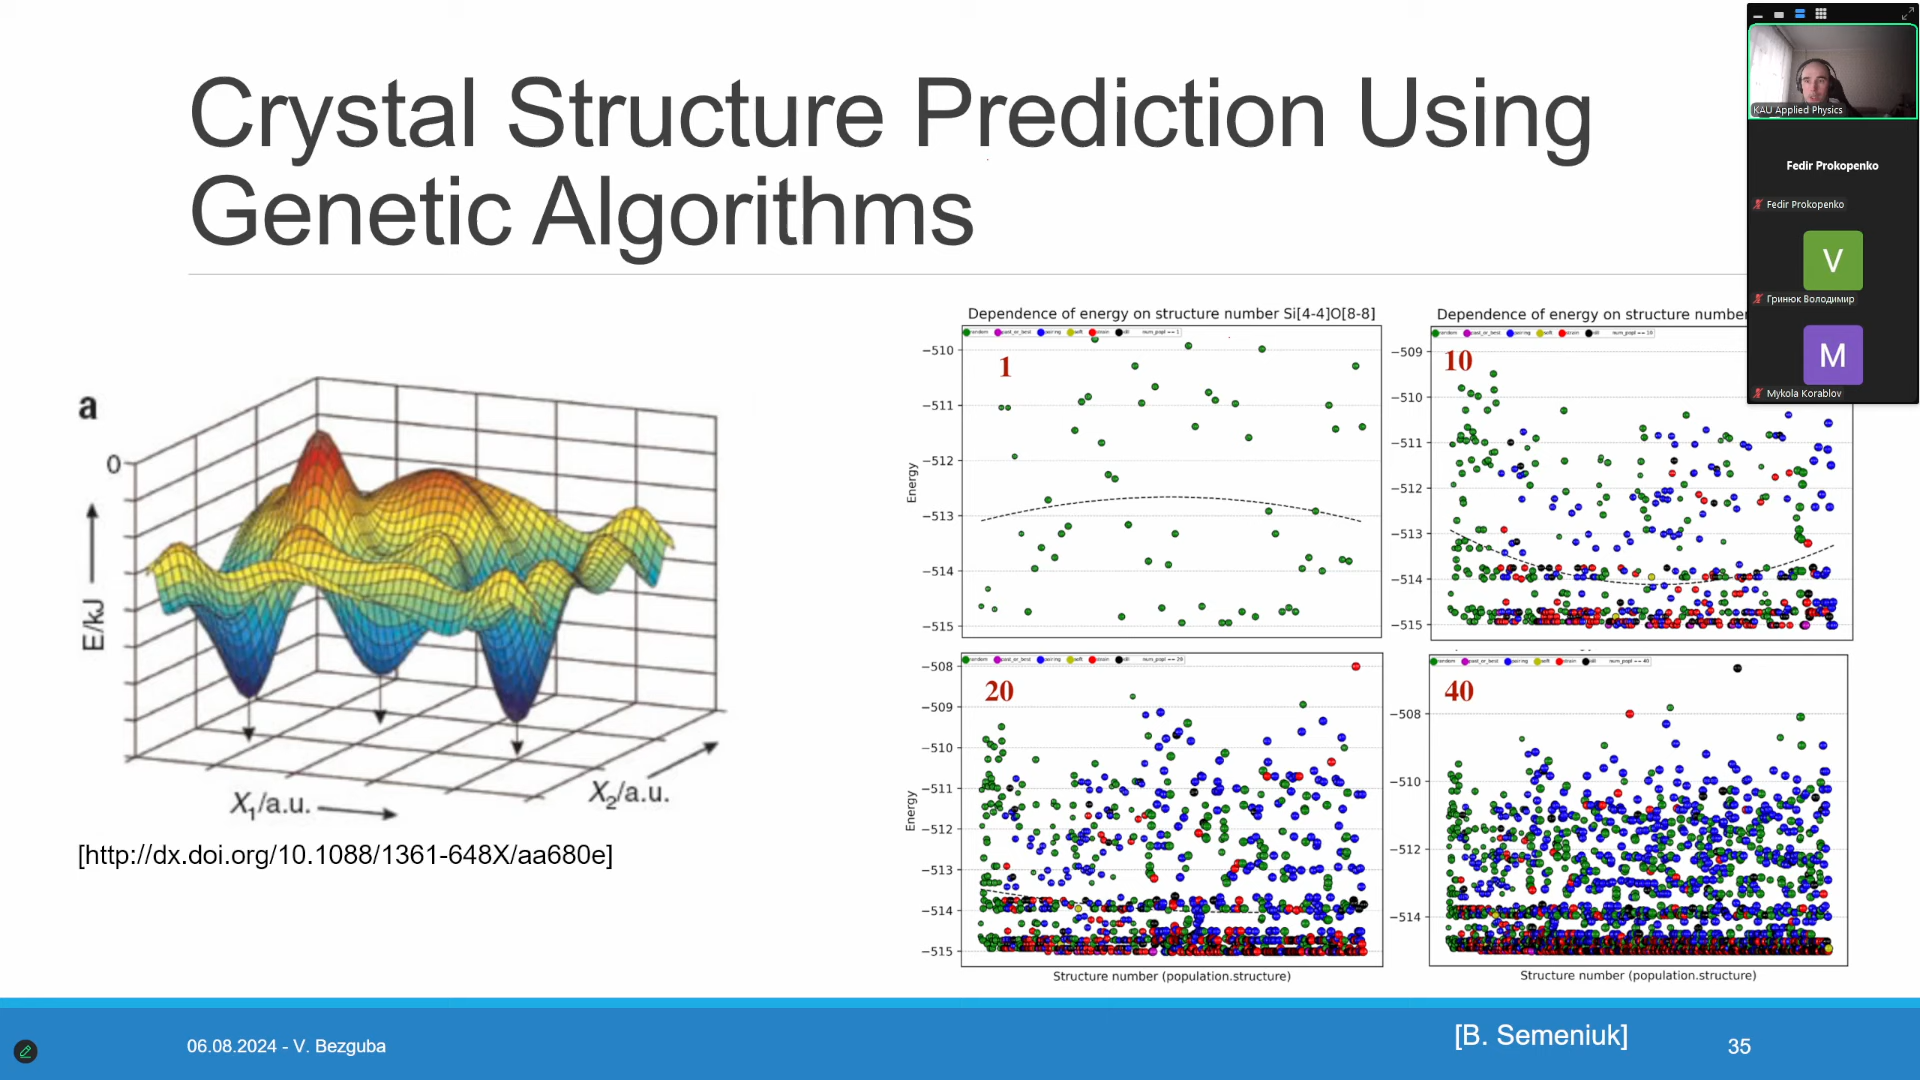 Crystal Structure Prediction Using
Genetic Algorithms
KAU Applied Physics
Fedir Prokopenko
Fedir Prokopenko
V
Гринюк Володимир
M
Mykola Korablov
a
0
E/kJ
X₁/a.u.
X₂/a.u.
[http://dx.doi.org/10.1088/1361-648X/aa680e]
Dependence of energy on structure number Si[4-4]O[8-8]
1
−510
−511
−512
−513
−514
−515
Energy
Dependence of energy on structure number
10
−509
−510
−511
−512
−513
−514
−515
20
−508
−509
−510
−511
−512
−513
−514
−515
Energy
Structure number (population.structure)
40
−508
−510
−512
−514
Structure number (population.structure)
06.08.2024 - V. Bezguba
[B. Semeniuk]
35